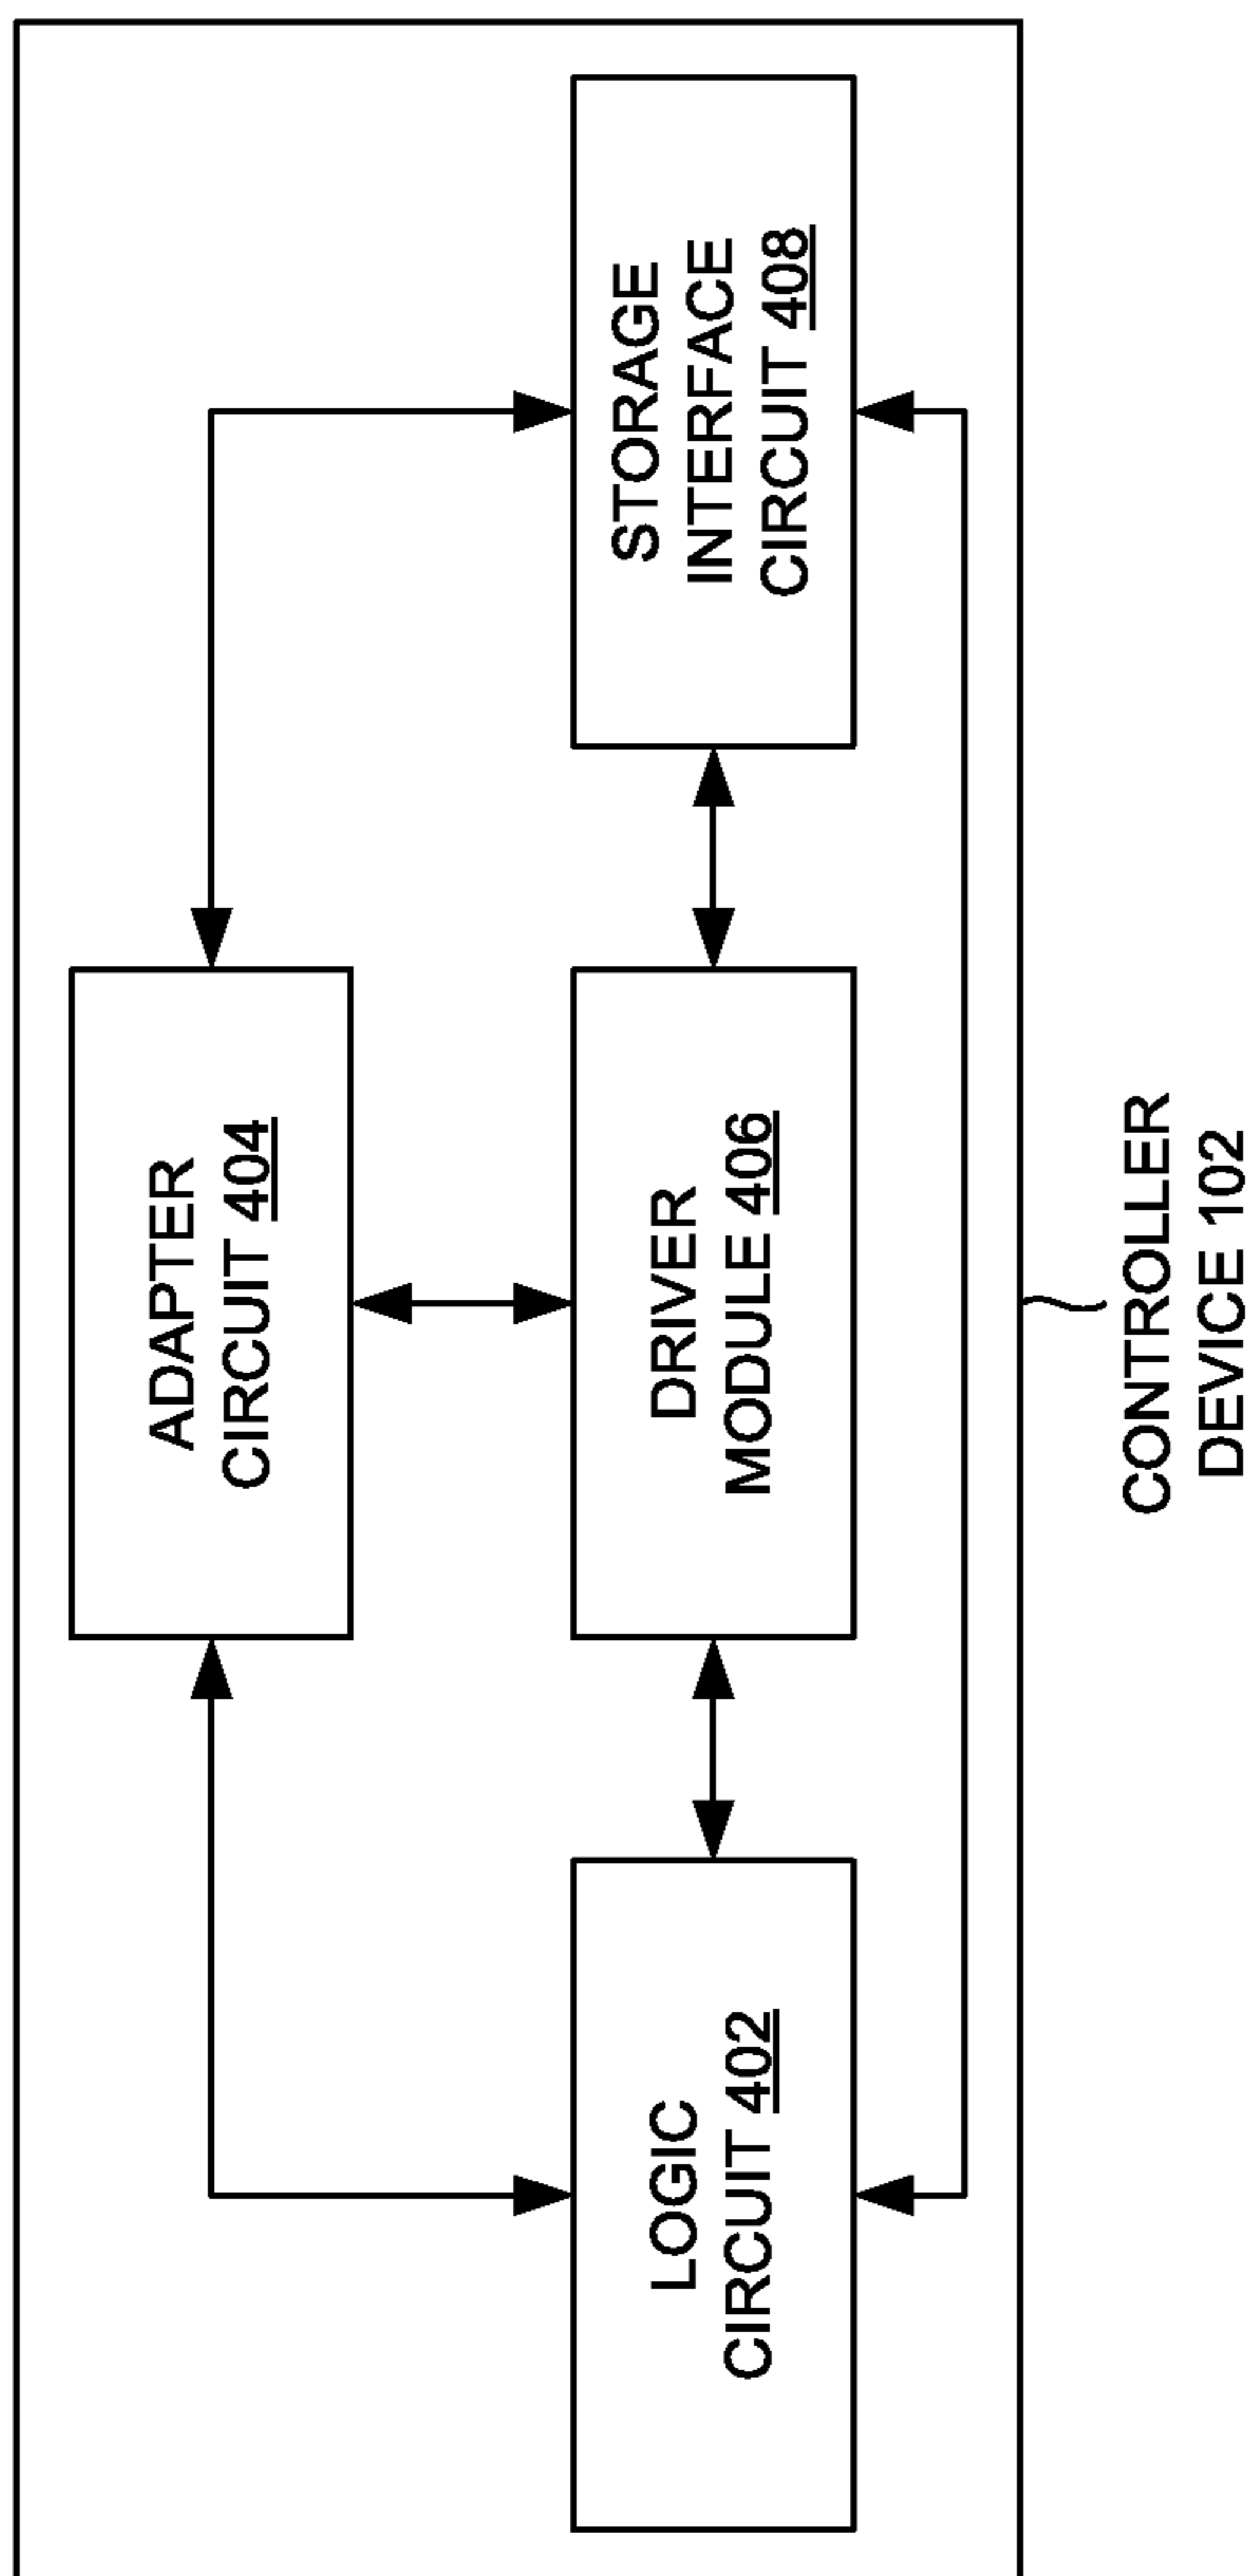 ADAPTER
CIRCUIT 404
LOGIC
CIRCUIT 402
DRIVER
MODULE 406
STORAGE
INTERFACE
CIRCUIT 408
CONTROLLER
DEVICE 102